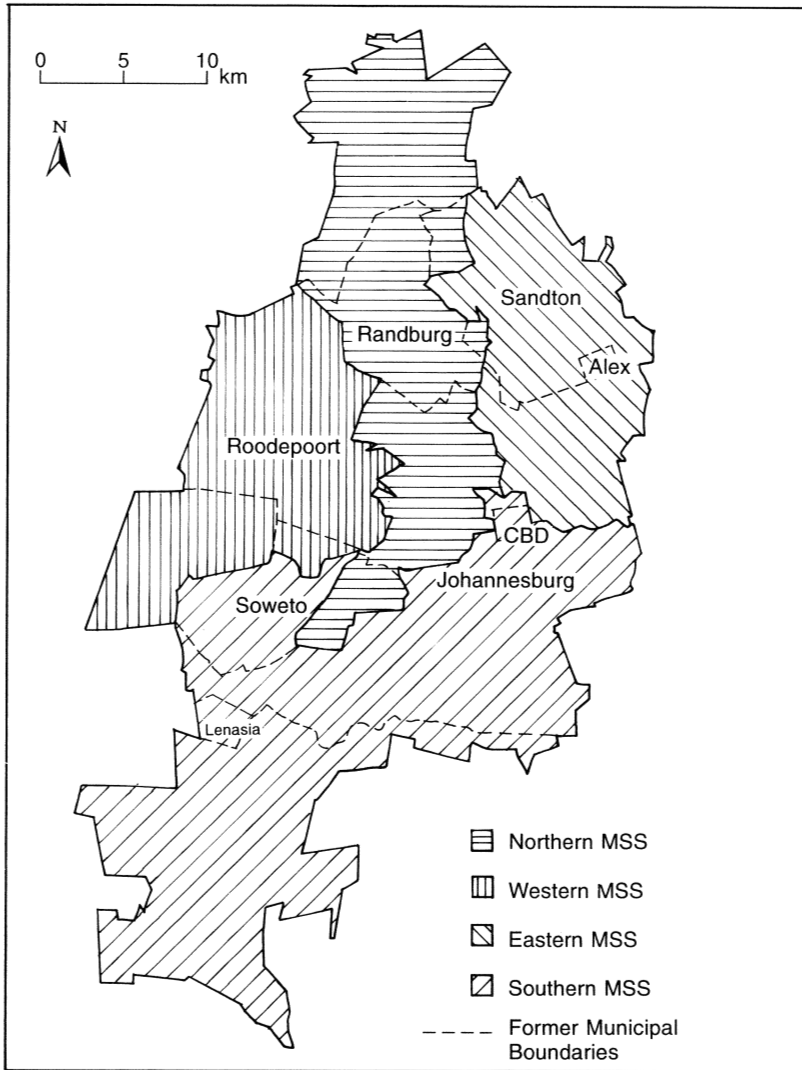 0 5 10
km
N
Sandton
Randburg
Alex
Roodepoort
CBD
Johannesburg
Soweto
Lenasia
Northern MSS
Western MSS
Eastern MSS
Southern MSS
Former Municipal
Boundaries